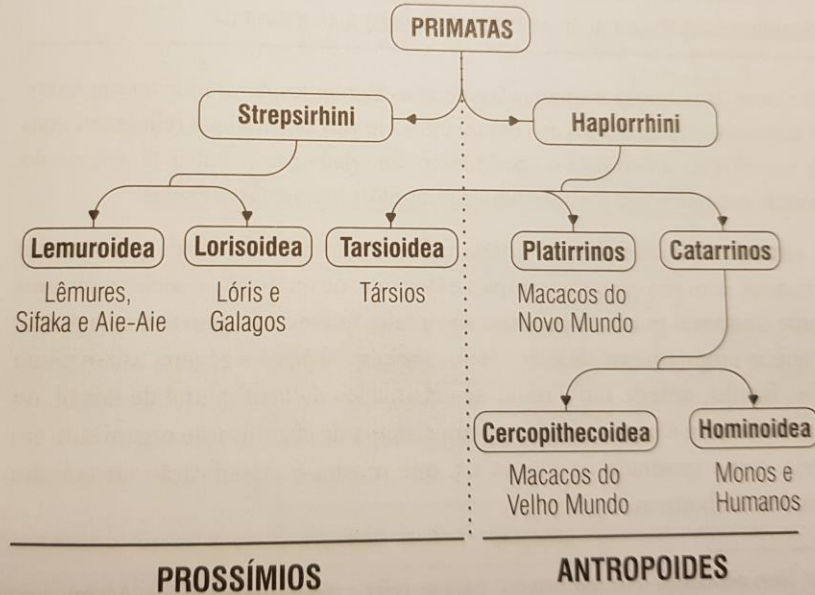 PRIMATAS
Strepsirhini
Haplorrhini
Lemuroidea
Lorisoidea
Tarsioidea
Platirrinos
Catarrinos
Lêmures,
Sifaka e Aie-Aie
Lóris e
Galagos
Társios
Macacos do
Novo Mundo
Cercopithecoidea
Hominoidea
Macacos do
Velho Mundo
Monos e
Humanos
PROSSÍMIOS
ANTROPOIDES